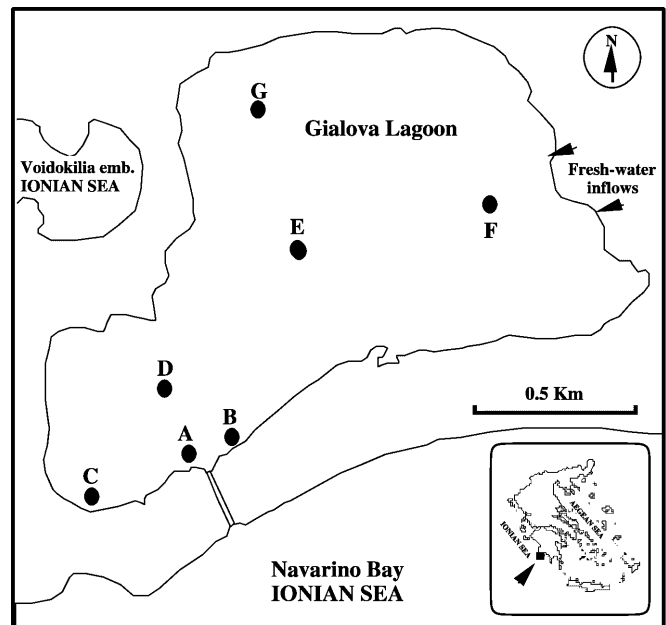 N
G
Gialova Lagoon
Voidokilia emb.
IONIAN SEA
Fresh-water
inflows
E
F
D
0.5 Km
B
A
C
AEGEAN SEA
IONIAN SEA
Navarino Bay
IONIAN SEA